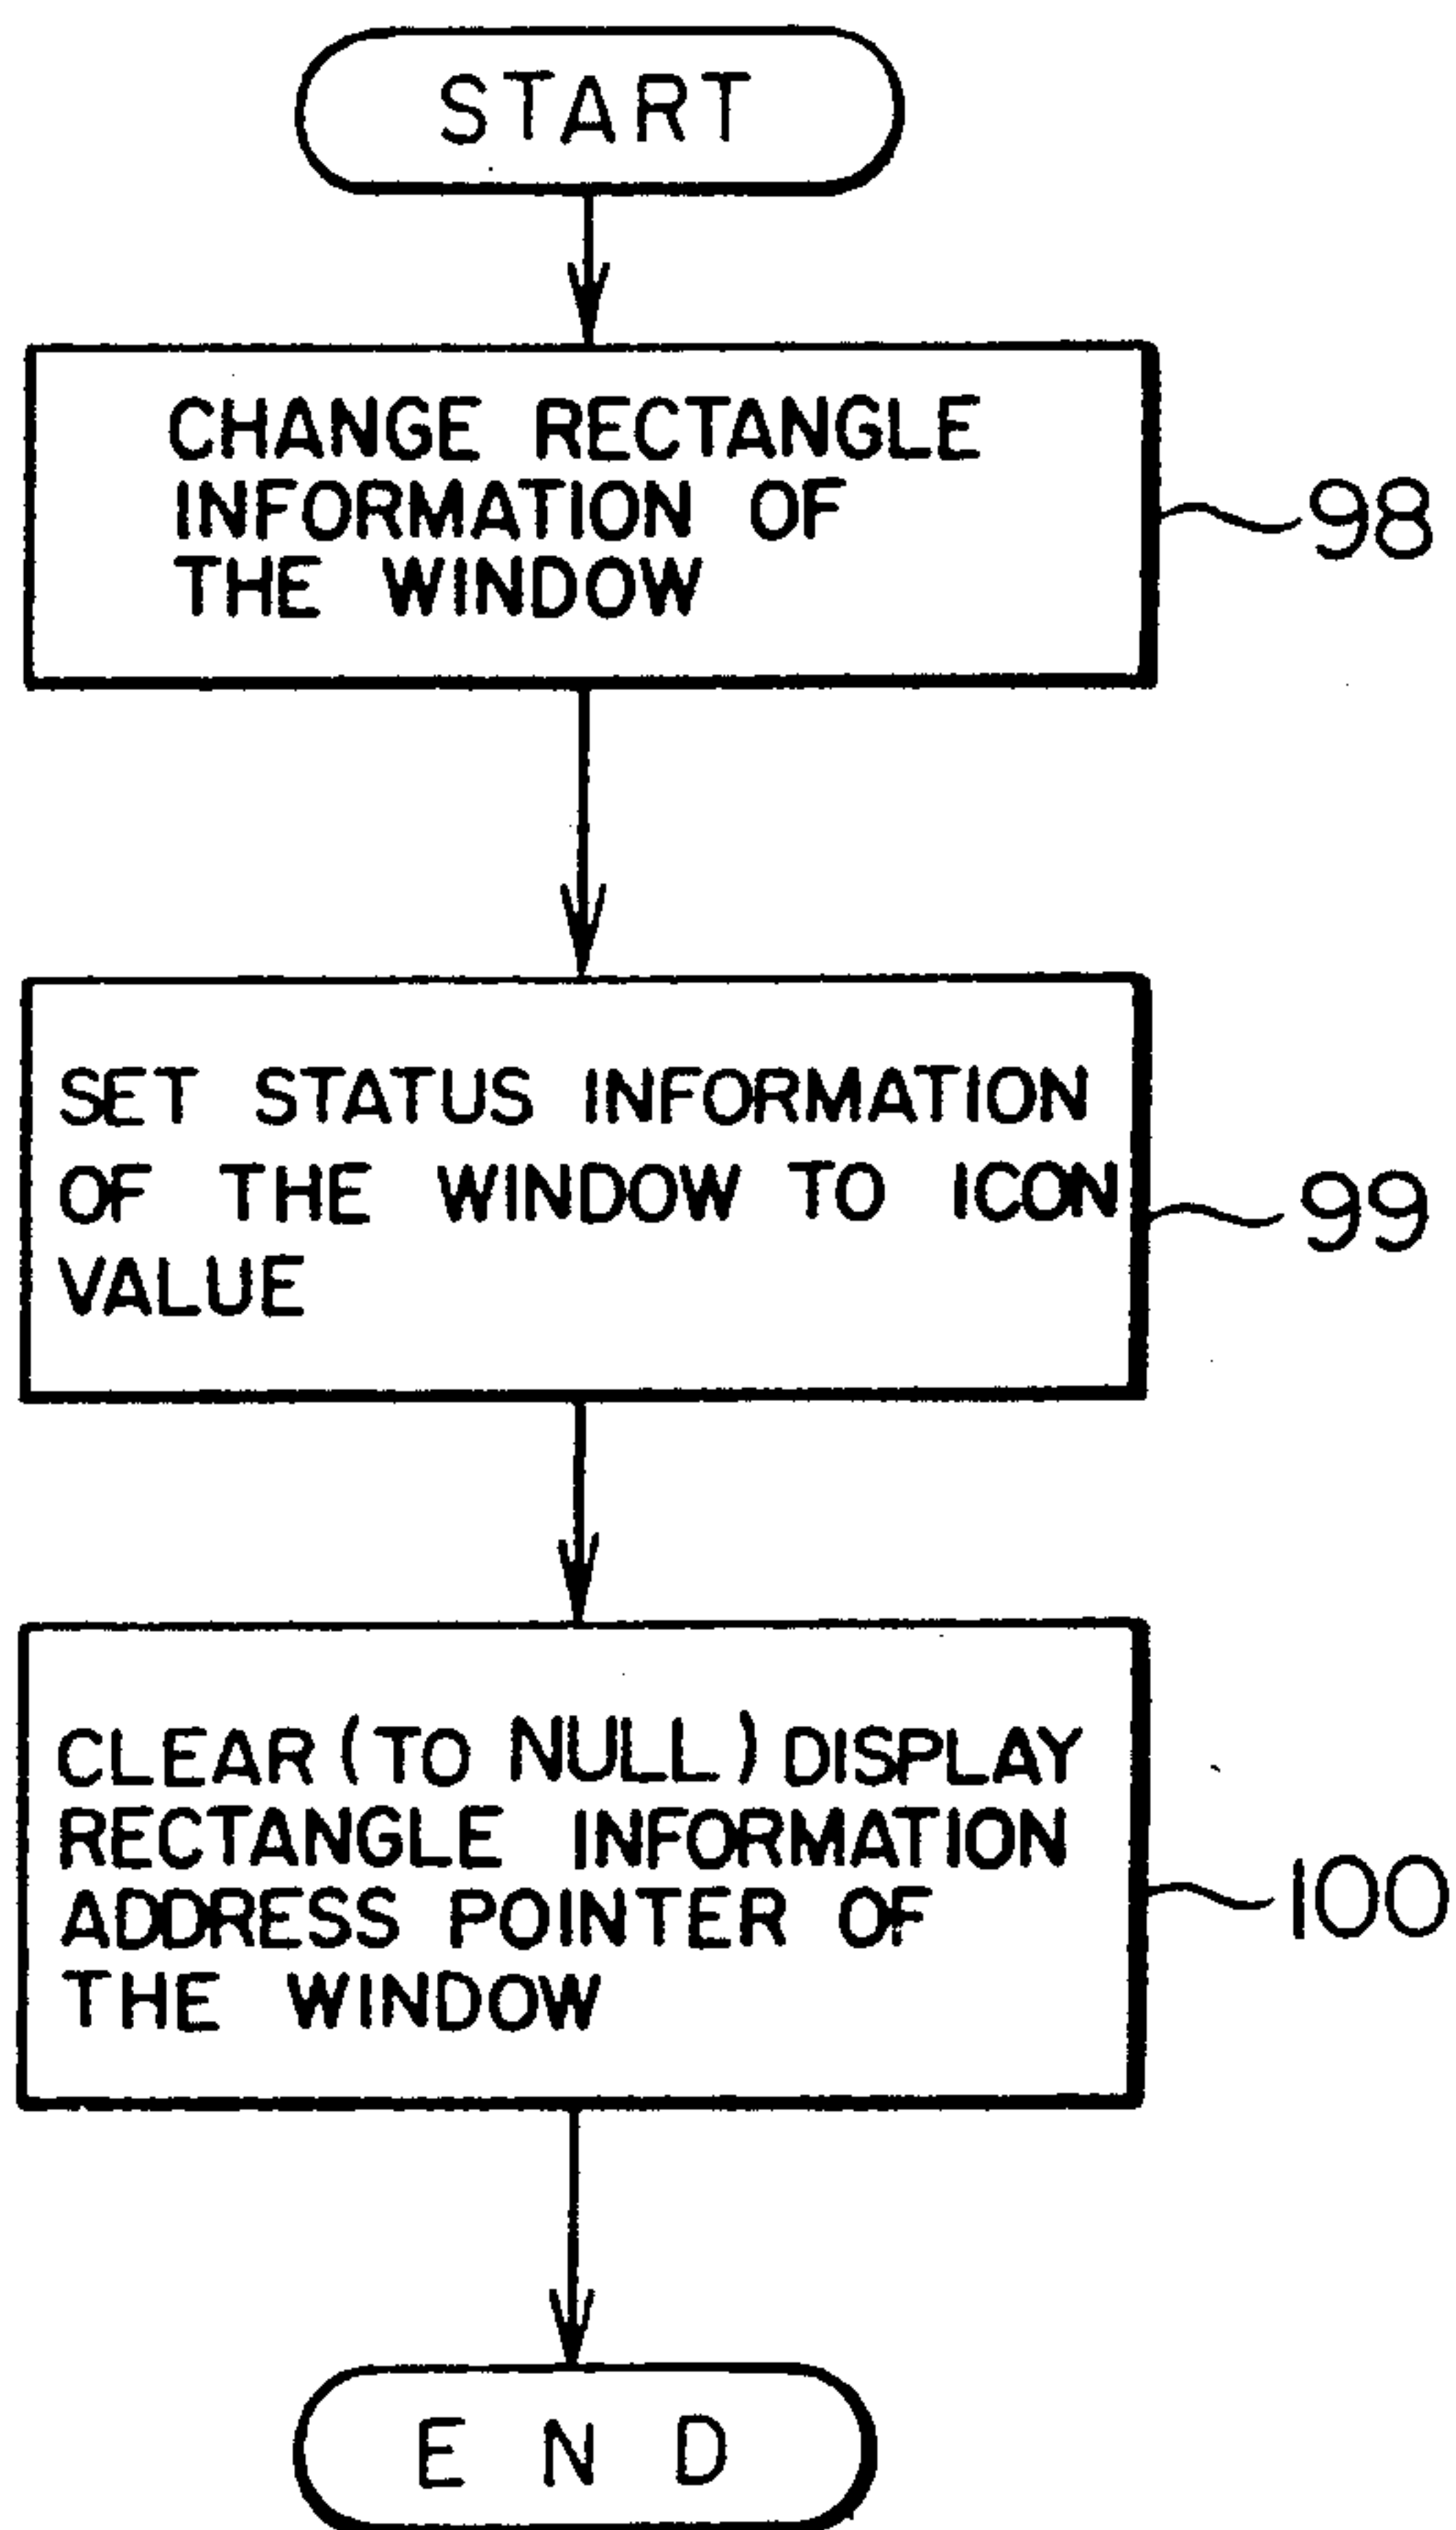 START
CHANGE RECTANGLE
INFORMATION OF
THE WINDOW
98
SET STATUS INFORMATION
OF THE WINDOW TO ICON
VALUE
99
CLEAR (TO NULL) DISPLAY
RECTANGLE INFORMATION
ADDRESS POINTER OF
THE WINDOW
100
END